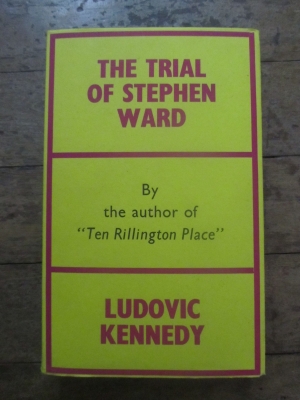 THE TRIAL
OF STEPHEN
WARD
By
the author of
"Ten Rillington Place"
LUDOVIC
KENNEDY